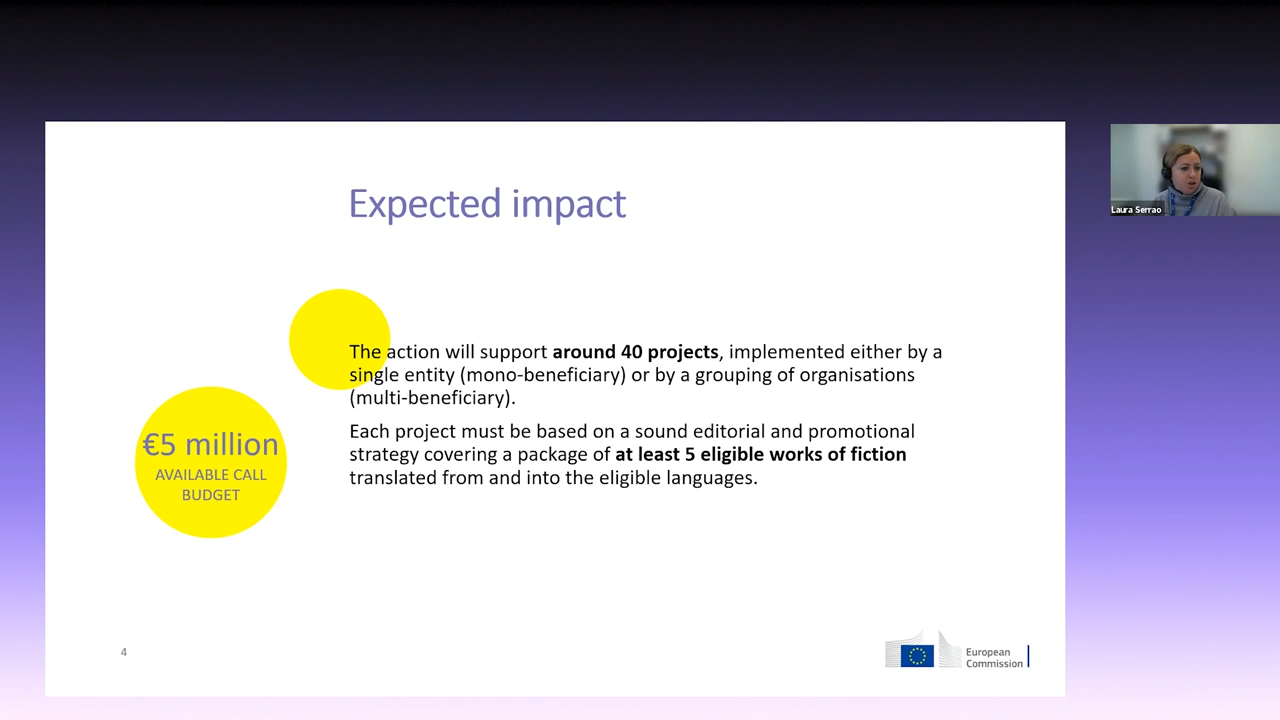 Expected impact
The action will support around 40 projects, implemented either by a
single entity (mono-beneficiary) or by a grouping of organisations
(multi-beneficiary).
Each project must be based on a sound editorial and promotional
strategy covering a package of at least 5 eligible works of fiction
translated from and into the eligible languages.
€5 million
AVAILABLE CALL
BUDGET
4
European
Commission
Laura Serrao